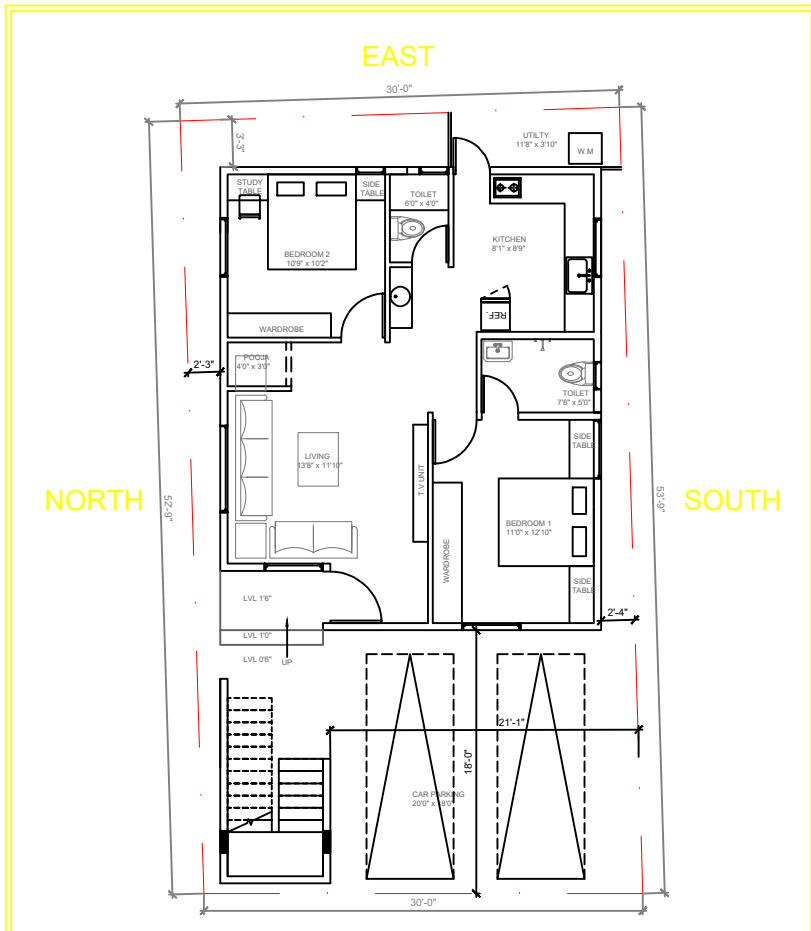 EAST
30'-0"
3'-3"
UTILTY
11'8" x 3'10"
W.M
STUDY
TABLE
SIDE
TABLE
TOILET
6'0" x 4'0"
BEDROOM 2
10'9" x 10'2"
KITCHEN
8'1" x 8'9"
REF.
WARDROBE
POOJA
4'0" x 3'0"
2'-3"
TOILET
7'8" x 5'0"
SIDE
TABLE
LIVING
13'8" x 11'10"
T.V UNIT
NORTH
52'-9"
53'-9"
SOUTH
BEDROOM 1
11'0" x 12'10"
WARDROBE
SIDE
TABLE
LVL 1'6"
LVL 1'0"
LVL 0'6"
UP
2'-4"
21'-1"
18'-0"
CAR PARKING
20'0" x 18'0"
30'-0"